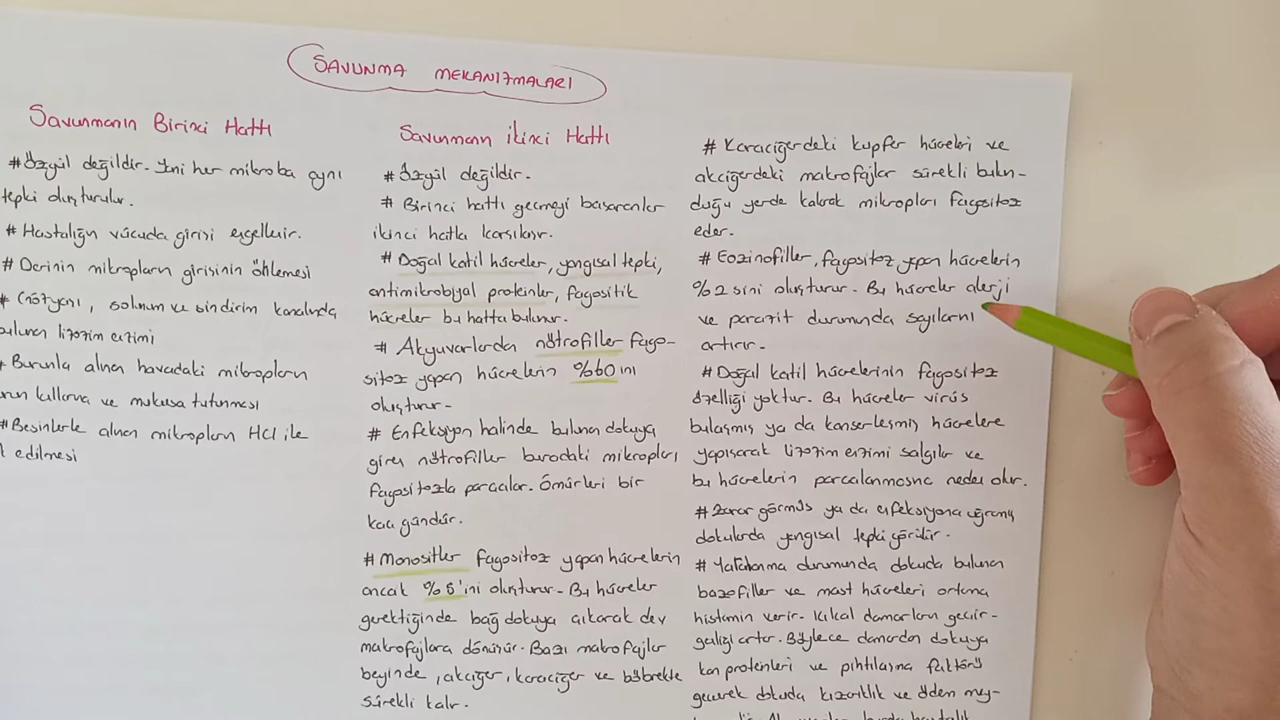 SAVUNMA MEKANİZMALARI
Savunmanın Birinci Hattı
# Özgül değildir. Yani her mikroba aynı
tepki oluşturulur.
# Hastalığın vücuda girişi engellenir.
# Derinin mikropların girişinin önlemesi
# Gözyaşı, solunum ve sindirim kanalında
bulunan lizozim enzimi
# Burunla alınan havadaki mikropların
burun kıllarına ve mukusa tutunması
# Besinlerle alınan mikropların HCl ile
edilmesi
Savunmanın İkinci Hattı
# Özgül değildir.
# Birinci hattı geçmeyi başaranlar
ikinci hatla karşılaşır.
# Doğal katil hücreler, yangısal tepki,
antimikrobiyal proteinler, fagositik
hücreler bu hatta bulunur.
# Akyuvarlarda nötrofiller fago-
sitoz yapan hücrelerin %60 ını
oluşturur.
# Enfeksiyon halinde bulunan dokuya
giren nötrofiller buradaki mikropları
fagositozla parçalar. Ömürleri bir
kaç gündür.
# Monositler fagositoz yapan hücrelerin
ancak %5'ini oluşturur. Bu hücreler
gerektiğinde bağ dokuya çıkarak dev
makrofajlara dönüşür. Bazı makrofajlar
beyinde, akciğer, karaciğer ve böbrekte
sürekli kalır.
# Karaciğerdeki kupfer hücreleri ve
akciğerdeki makrofajlar sürekli bulun-
duğu yerde kalarak mikropları fagositoz
eder.
# Eozinofiller, fagositoz yapan hücrelerin
%2 sini oluşturur. Bu hücreler alerji
ve parazit durumunda sayılarını
artırır.
# Doğal katil hücrelerinin fagositoz
özelliği yoktur. Bu hücreler virüs
bulaşmış ya da kanserleşmiş hücrelere
yapışarak lizozim enzimi salgılar ve
bu hücrelerin parçalanmasına neden olur.
# Zarar görmüş ya da enfeksiyona uğramış
dokularda yangısal tepki görülür.
# Yaralanma durumunda dokuda bulunan
bazofiller ve mast hücreleri ortama
histamin verir. Kılcal damarların geçir-
genliği artar. Böylece damardan dokuya
kan proteinleri ve pıhtılaşma faktörü
geçerek dokuda kızarıklık ve ödem mey-